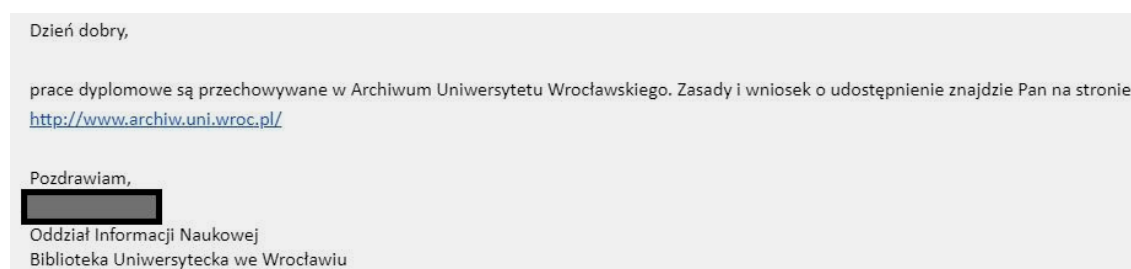 Dzień dobry,
prace dyplomowe są przechowywane w Archiwum Uniwersytetu Wrocławskiego. Zasady i wniosek o udostępnienie znajdzie Pan na stronie
http://www.archiw.uni.wroc.pl/
Pozdrawiam,
Oddział Informacji Naukowej
Biblioteka Uniwersytecka we Wrocławiu